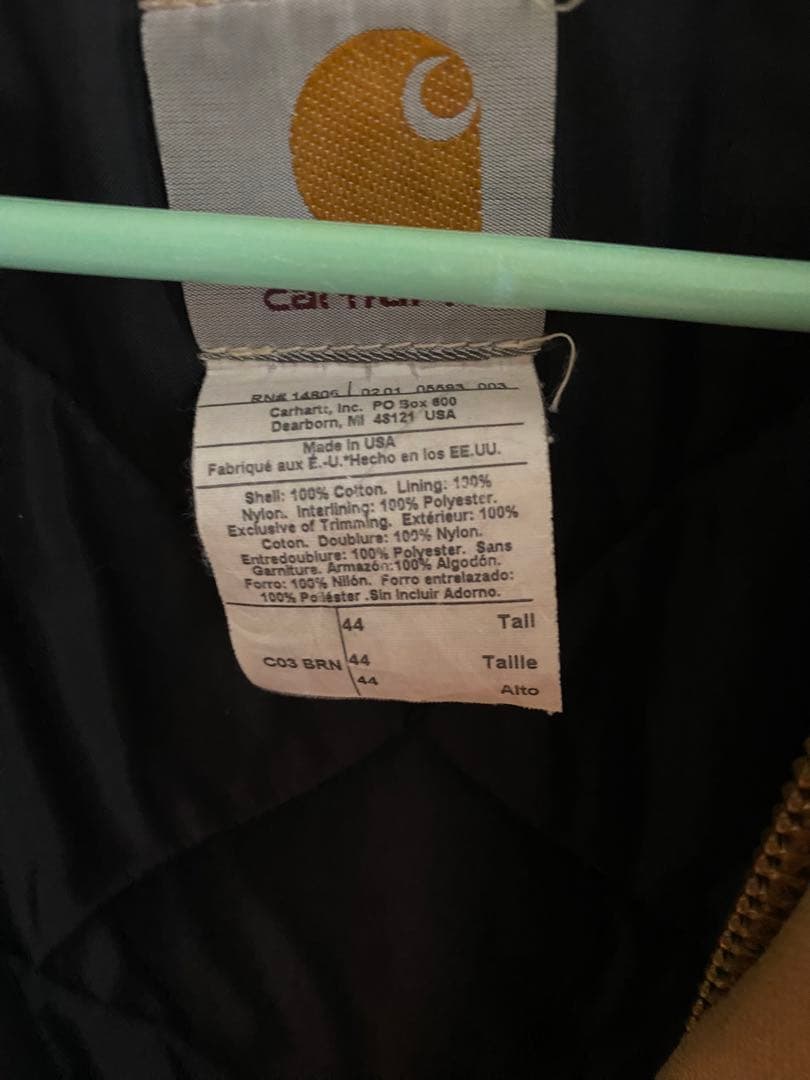 RN# 14806 0201 05593 003
Carhartt, Inc. PO Box 600
Dearborn, MI 48121 USA
Made in USA
Fabriqué aux É.-U.*Hecho en los EE.UU.
Shell: 100% Cotton. Lining: 100%
Nylon. Interlining: 100% Polyester.
Exclusive of Trimming. Extérieur: 100%
Coton. Doublure: 100% Nylon.
Entredoublure: 100% Polyester. Sans
Garniture. Armazón:100% Algodón.
Forro: 100% Nilón. Forro entrelazado:
100% Poliéster .Sin Incluir Adorno.
44 Tall
C03 BRN 44 Taille
44 Alto